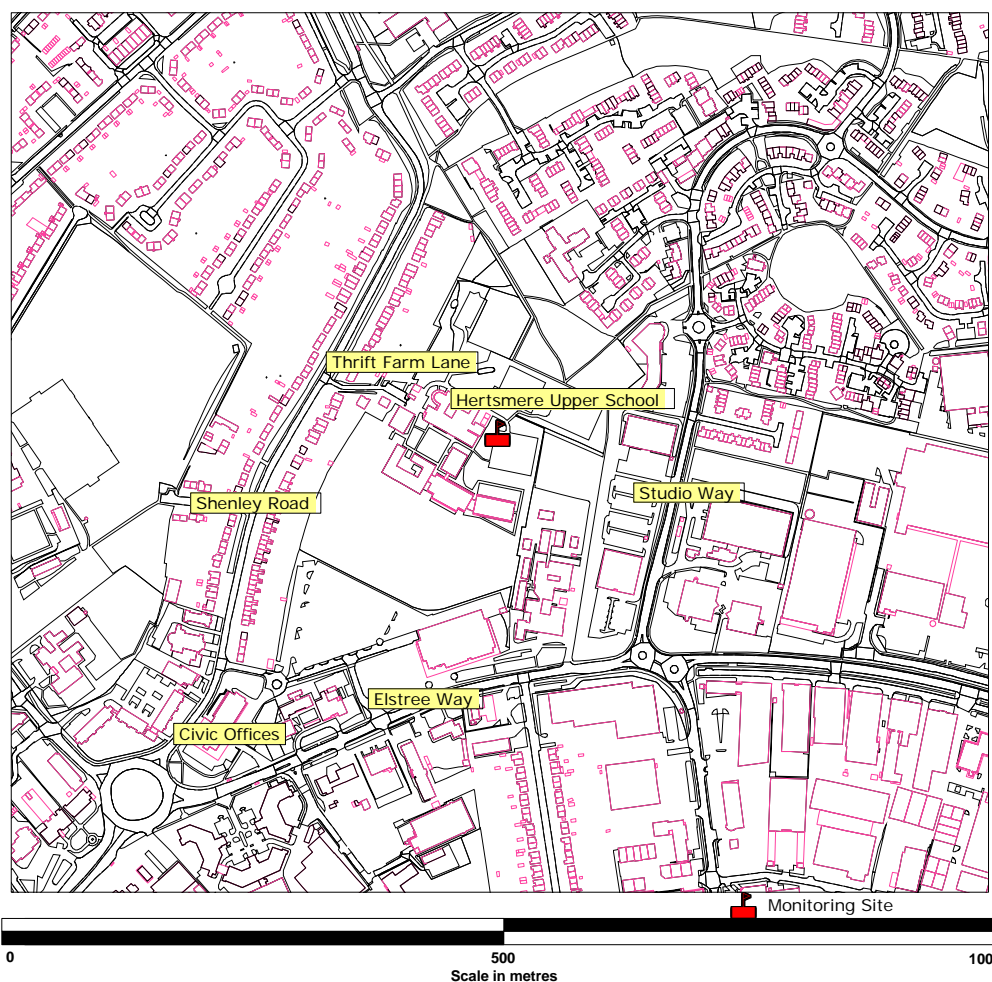 Thrift Farm Lane
Hertsmere Upper School
Studio Way
Shenley Road
Elstree Way
Civic Offices
Monitoring Site
0 500 100
Scale in metres